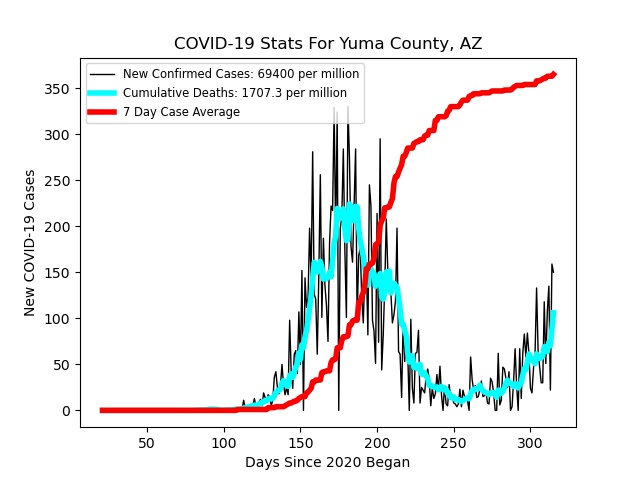 COVID-19 Stats For Yuma County, AZ
New Confirmed Cases: 69400 per million
Cumulative Deaths: 1707.3 per million
7 Day Case Average
350
300
250
200
150
100
50
0
New COVID-19 Cases
50 100 150 200 250 300
Days Since 2020 Began